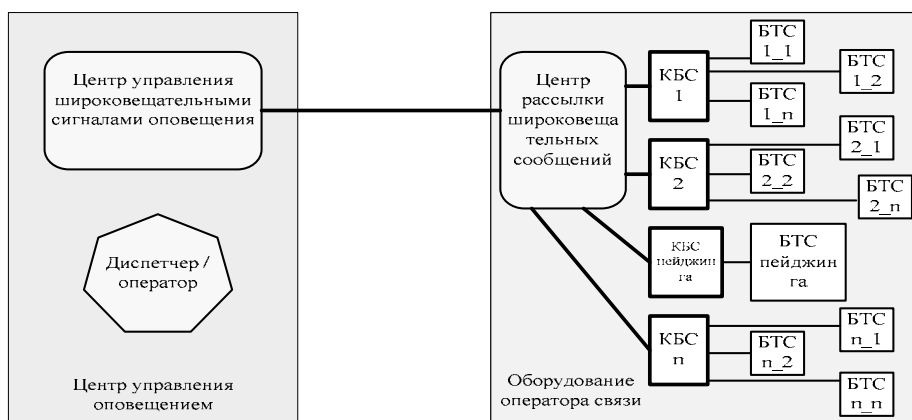 Центр управления
широковещательными
сигналами оповещения
Диспетчер /
оператор
Центр управления
оповещением
Центр
рассылки
широковеща
тельных
сообщений
КБС
1
БТС
1_1
БТС
1_2
БТС
1_n
КБС
2
БТС
2_1
БТС
2_2
БТС
2_n
КБС
пейджин
га
БТС
пейджин
га
КБС
n
БТС
n_1
БТС
n_2
БТС
n_n
Оборудование
оператора связи